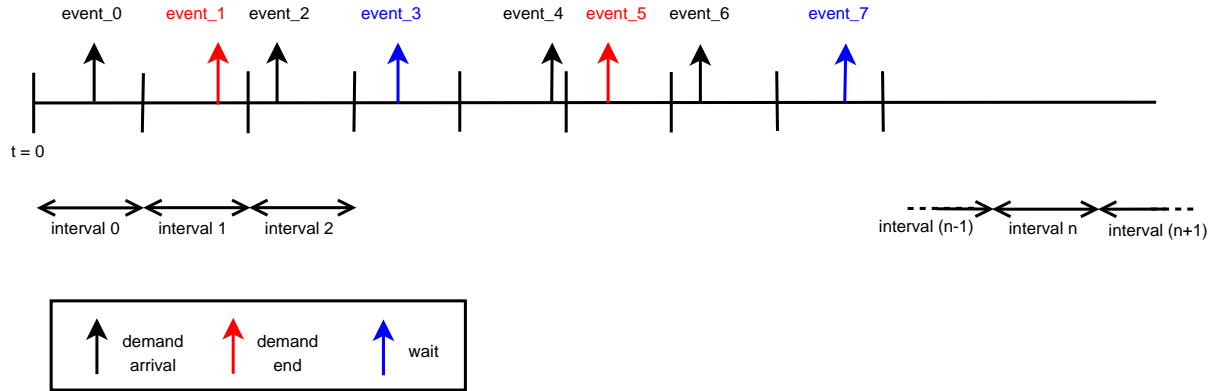 event_0 event_1 event_2 event_3 event_4 event_5 event_6 event_7
t = 0
interval 0 interval 1 interval 2 interval (n-1) interval n interval (n+1)
demand demand wait
arrival end